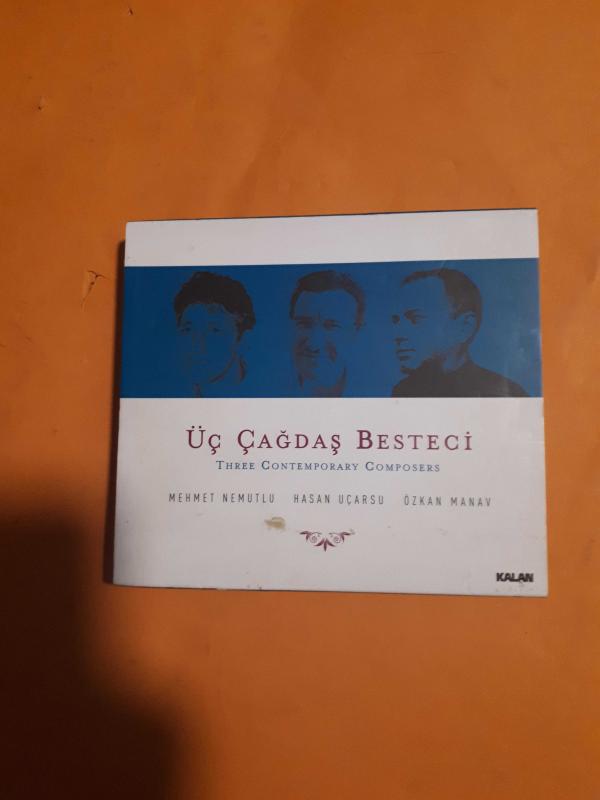 Üç Çağdaş Besteci
Three Contemporary Composers
MEHMET NEMUTLU HASAN UÇARSU ÖZKAN MANAV
KALAN